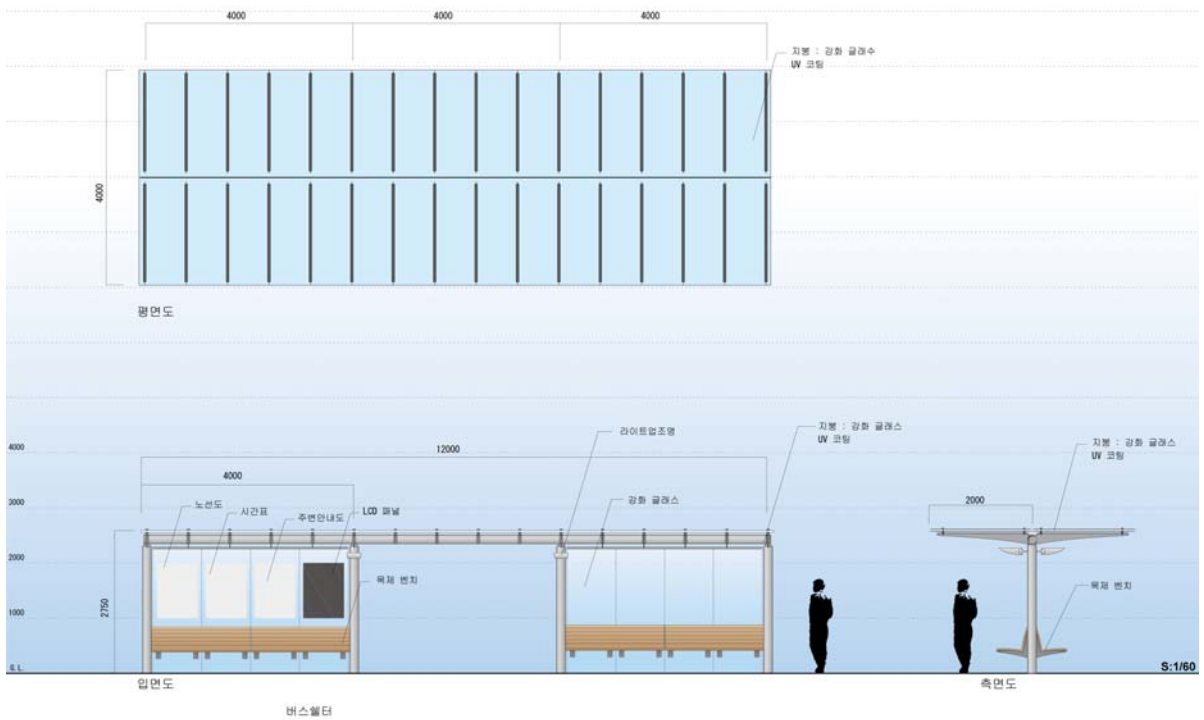 4000
4000
4000
지붕 : 강화 글래수
UV 코팅
4000
평면도
라이트업조명
지붕 : 강화 글래스
UV 코팅
지붕 : 강화 글래스
UV 코팅
4000
12000
4000
강화 글래스
2000
3000
노선도
시간표
주변안내도
LCD 패널
2000
목제 벤치
목제 벤치
1000
2750
G.L.
S:1/60
입면도
측면도
버스쉘터